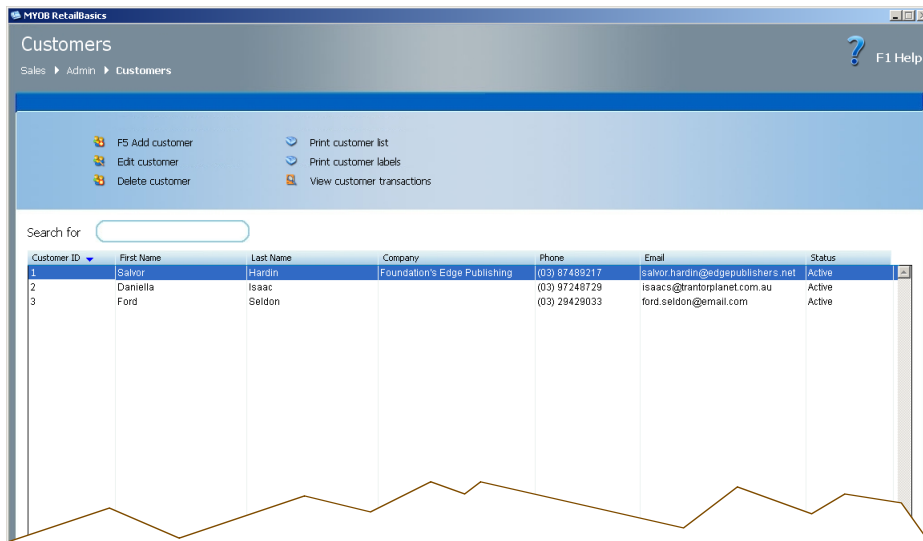 MYOB RetailBasics
Customers
F1 Help
Sales Admin Customers
F5 Add customer Print customer list
Edit customer Print customer labels
Delete customer View customer transactions
Search for
Customer ID First Name Last Name Company Phone Email Status
1 Salvor Hardin Foundation's Edge Publishing (03) 87489217 salvor.hardin@edgepublishers.net Active
2 Daniella Isaac (03) 97248729 isaacs@trantorplanet.com.au Active
3 Ford Seldon (03) 29429033 ford.seldon@email.com Active